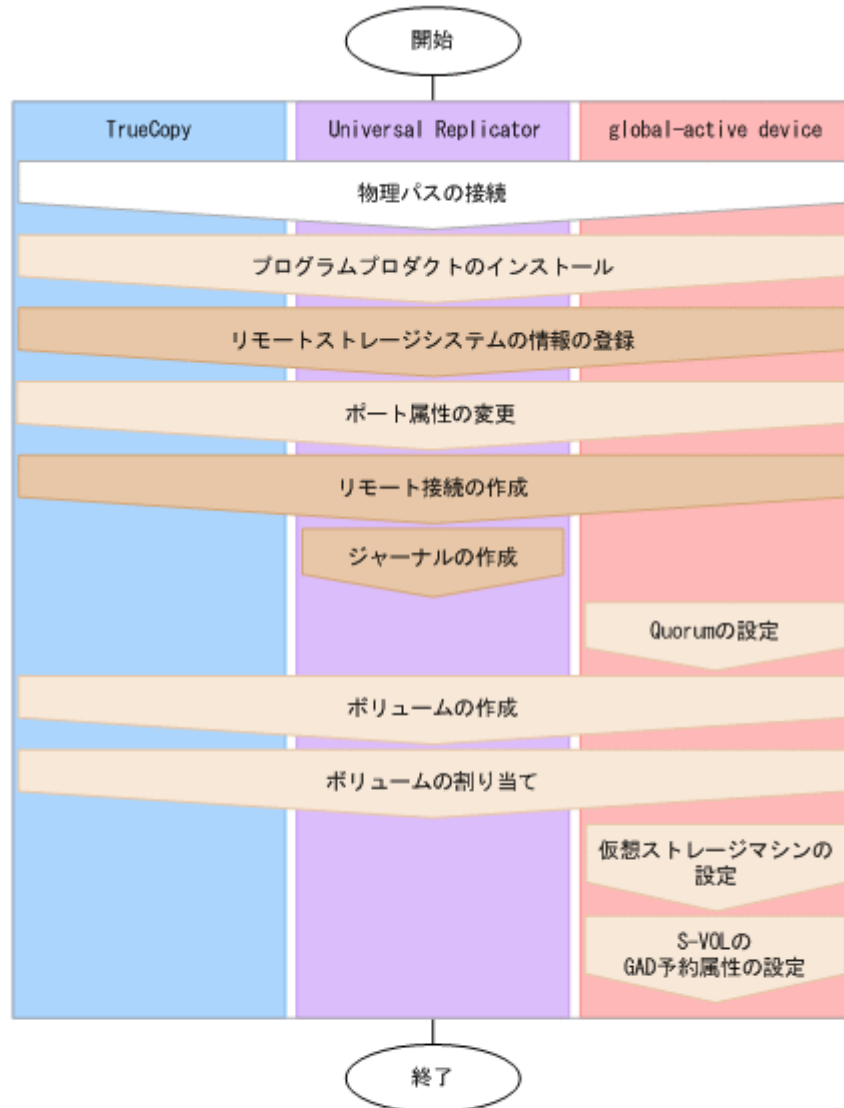 開始
TrueCopy
Universal Replicator
global-active device
物理パスの接続
プログラムプロダクトのインストール
リモートストレージシステムの情報の登録
ポート属性の変更
リモート接続の作成
ジャーナルの作成
Quorumの設定
ボリュームの作成
ボリュームの割り当て
仮想ストレージマシンの
設定
S-VOLの
GAD予約属性の設定
終了